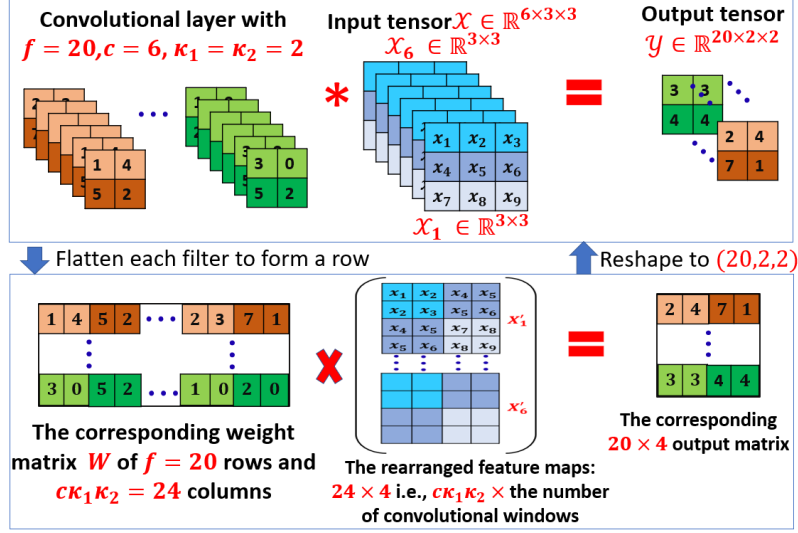 Convolutional layer with
f = 20, c = 6, κ₁ = κ₂ = 2
Input tensor 𝒳 ∈ ℝ^{6×3×3}
𝒳₆ ∈ ℝ^{3×3}
Output tensor
𝒴 ∈ ℝ^{20×2×2}
1 4
5 2
...
3 0
5 2
*
x₁ x₂ x₃
x₄ x₅ x₆
x₇ x₈ x₉
𝒳₁ ∈ ℝ^{3×3}
=
3 3
4 4
2 4
7 1
Flatten each filter to form a row
Reshape to (20,2,2)
1 4 5 2 ... 2 3 7 1
3 0 5 2 ... 1 0 2 0
×
x₁ x₂ x₄ x₅
x₂ x₃ x₅ x₆
x₄ x₅ x₇ x₈
x₅ x₆ x₈ x₉
x′₁
x′₆
=
2 4 7 1
3 3 4 4
The corresponding weight
matrix W of f = 20 rows and
cκ₁κ₂ = 24 columns
The rearranged feature maps:
24 × 4 i.e., cκ₁κ₂ × the number
of convolutional windows
The corresponding
20 × 4 output matrix